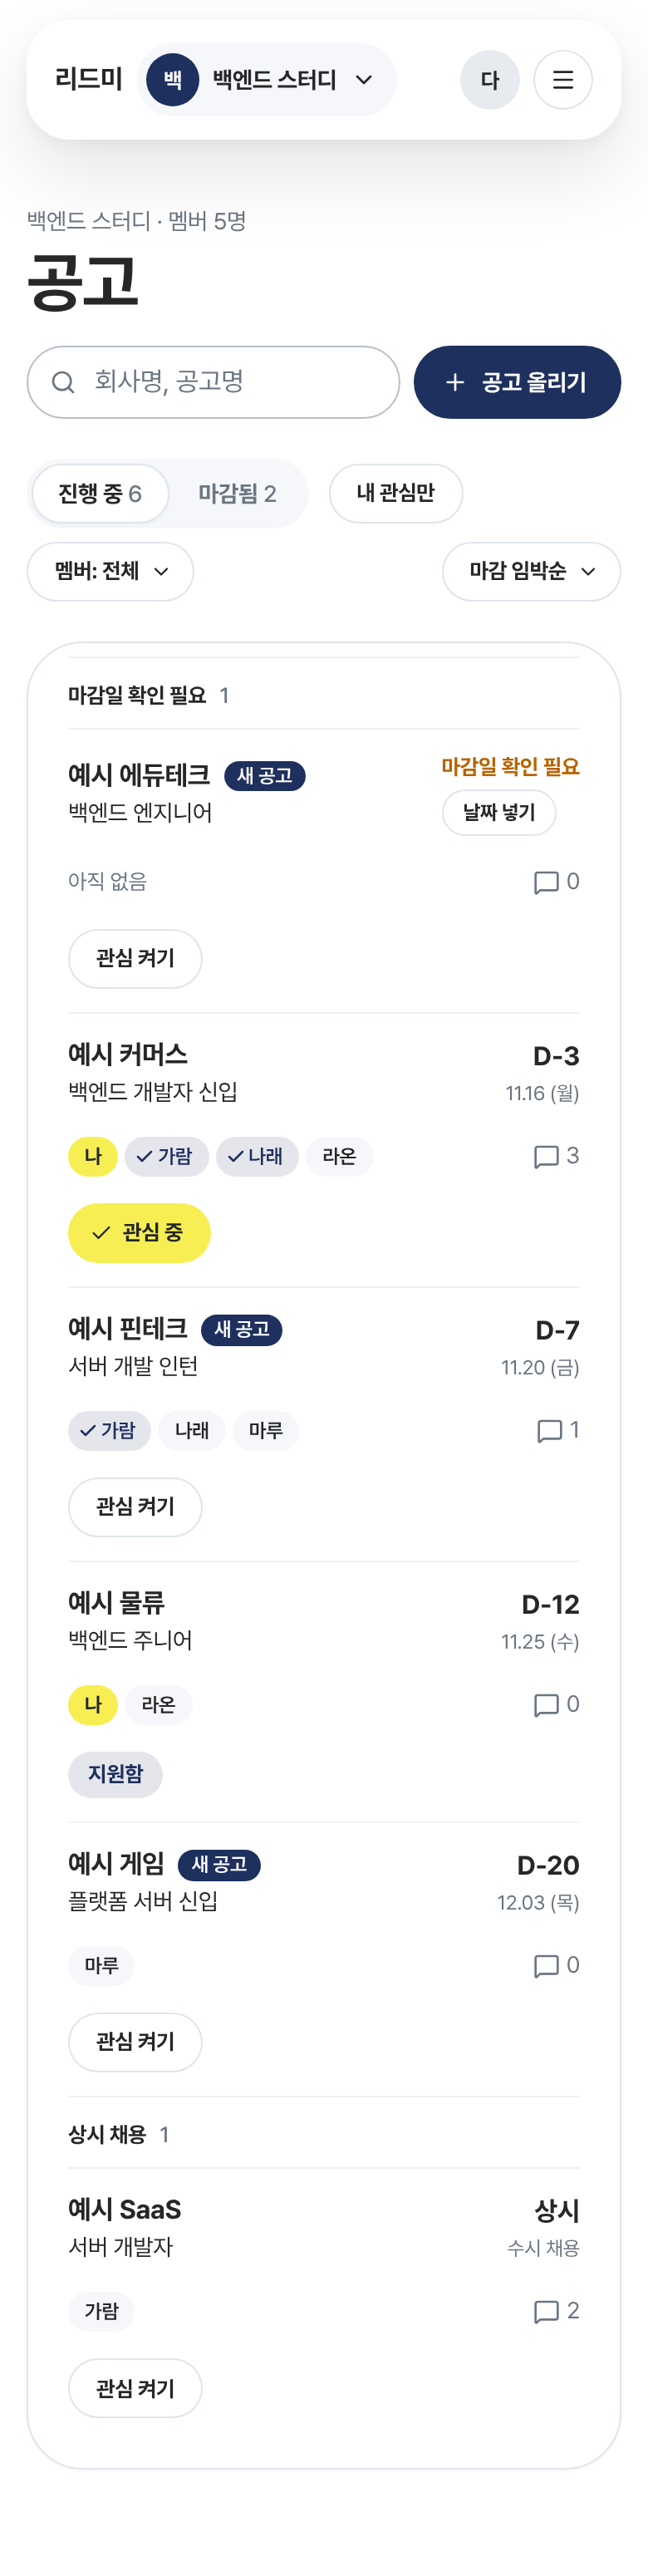 리드미 백 백엔드 스터디 다
백엔드 스터디 · 멤버 5명
공고
회사명, 공고명 공고 올리기
진행 중 6 마감됨 2 내 관심만
멤버: 전체 마감 임박순
마감일 확인 필요 1
예시 에듀테크 새 공고 마감일 확인 필요
백엔드 엔지니어 날짜 넣기
아직 없음 0
관심 켜기
예시 커머스 D-3
백엔드 개발자 신입 11.16 (월)
나 가람 나래 라온 3
관심 중
예시 핀테크 새 공고 D-7
서버 개발 인턴 11.20 (금)
가람 나래 마루 1
관심 켜기
예시 물류 D-12
백엔드 주니어 11.25 (수)
나 라온 0
지원함
예시 게임 새 공고 D-20
플랫폼 서버 신입 12.03 (목)
마루 0
관심 켜기
상시 채용 1
예시 SaaS 상시
서버 개발자 수시 채용
가람 2
관심 켜기